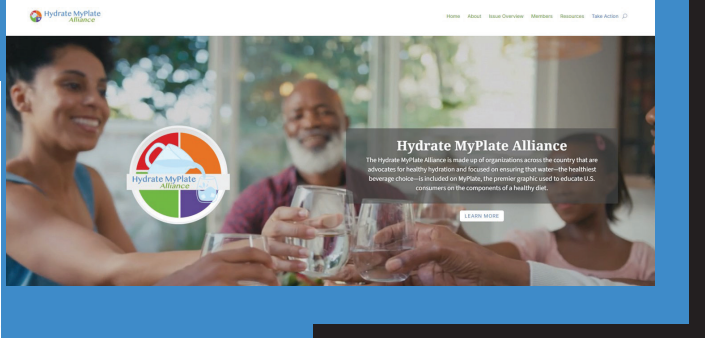 Hydrate MyPlate
Alliance
Home About Issue Overview Members Resources Take Action
Hydrate MyPlate Alliance
The Hydrate MyPlate Alliance is made up of organizations across the country that are
advocates for healthy hydration and focused on ensuring that water—the healthiest
beverage choice—is included on MyPlate, the premier graphic used to educate U.S.
consumers on the components of a healthy diet.
LEARN MORE
Hydrate MyPlate
Alliance